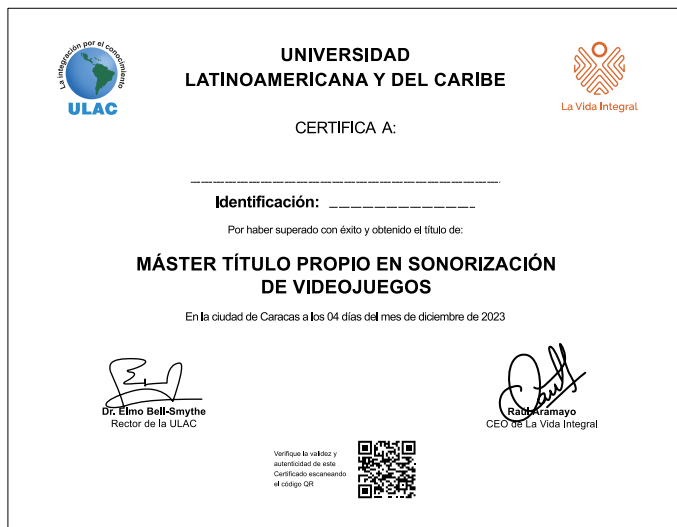 La integración por el conocimiento
ULAC
UNIVERSIDAD
LATINOAMERICANA Y DEL CARIBE
La Vida Integral
CERTIFICA A:
Identificación:
Por haber superado con éxito y obtenido el título de:
MÁSTER TÍTULO PROPIO EN SONORIZACIÓN
DE VIDEOJUEGOS
En la ciudad de Caracas a los 04 días del mes de diciembre de 2023
Dr. Elmo Bell-Smythe
Rector de la ULAC
Raúl Aramayo
CEO de La Vida Integral
Verifique la validez y
autenticidad de este
Certificado escaneando
el código QR